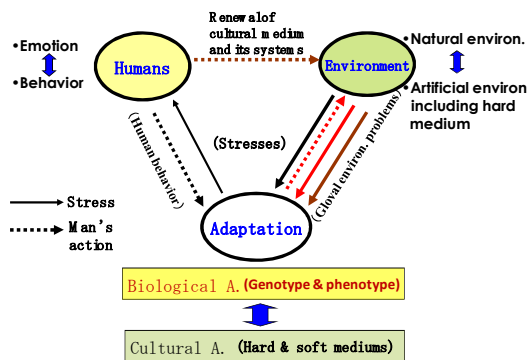 Renewal of
cultural medium
and its systems
•Emotion
•Behavior
Humans
Environment
•Natural environ.
•Artificial environ
including hard
medium
(Stresses)
(Human behavior)
(Gloval environ. problems)
Stress
Man's
action
Adaptation
Biological A. (Genotype & phenotype)
Cultural A. (Hard & soft mediums)